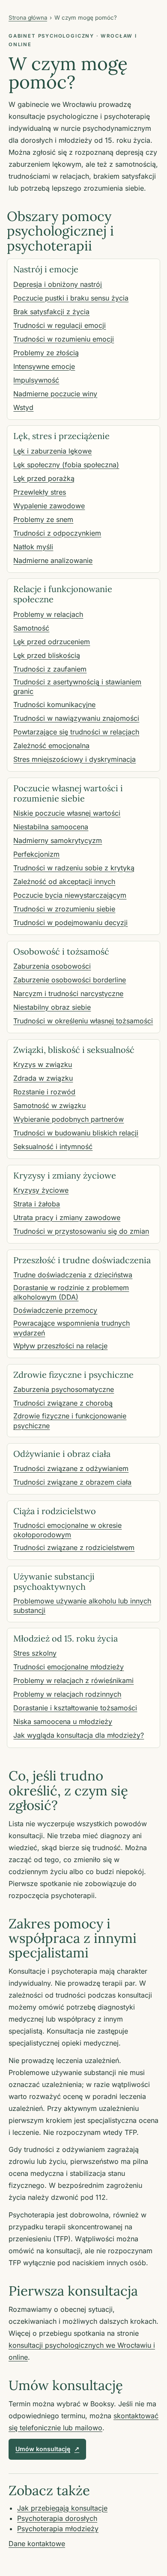 Strona główna › W czym mogę pomóc?
GABINET PSYCHOLOGICZNY · WROCŁAW I
ONLINE
W czym mogę
pomóc?
W gabinecie we Wrocławiu prowadzę
konsultacje psychologiczne i psychoterapię
indywidualną w nurcie psychodynamicznym
dla dorosłych i młodzieży od 15. roku życia.
Można zgłosić się z rozpoznaną depresją czy
zaburzeniem lękowym, ale też z samotnością,
trudnościami w relacjach, brakiem satysfakcji
lub potrzebą lepszego zrozumienia siebie.
Obszary pomocy
psychologicznej i
psychoterapii
Nastrój i emocje
Depresja i obniżony nastrój
Poczucie pustki i braku sensu życia
Brak satysfakcji z życia
Trudności w regulacji emocji
Trudności w rozumieniu emocji
Problemy ze złością
Intensywne emocje
Impulsywność
Nadmierne poczucie winy
Wstyd
Lęk, stres i przeciążenie
Lęk i zaburzenia lękowe
Lęk społeczny (fobia społeczna)
Lęk przed porażką
Przewlekły stres
Wypalenie zawodowe
Problemy ze snem
Trudności z odpoczynkiem
Natłok myśli
Nadmierne analizowanie
Relacje i funkcjonowanie
społeczne
Problemy w relacjach
Samotność
Lęk przed odrzuceniem
Lęk przed bliskością
Trudności z zaufaniem
Trudności z asertywnością i stawianiem
granic
Trudności komunikacyjne
Trudności w nawiązywaniu znajomości
Powtarzające się trudności w relacjach
Zależność emocjonalna
Stres mniejszościowy i dyskryminacja
Poczucie własnej wartości i
rozumienie siebie
Niskie poczucie własnej wartości
Niestabilna samoocena
Nadmierny samokrytycyzm
Perfekcjonizm
Trudności w radzeniu sobie z krytyką
Zależność od akceptacji innych
Poczucie bycia niewystarczającym
Trudności w zrozumieniu siebie
Trudności w podejmowaniu decyzji
Osobowość i tożsamość
Zaburzenia osobowości
Zaburzenie osobowości borderline
Narcyzm i trudności narcystyczne
Niestabilny obraz siebie
Trudności w określeniu własnej tożsamości
Związki, bliskość i seksualność
Kryzys w związku
Zdrada w związku
Rozstanie i rozwód
Samotność w związku
Wybieranie podobnych partnerów
Trudności w budowaniu bliskich relacji
Seksualność i intymność
Kryzysy i zmiany życiowe
Kryzysy życiowe
Strata i żałoba
Utrata pracy i zmiany zawodowe
Trudności w przystosowaniu się do zmian
Przeszłość i trudne doświadczenia
Trudne doświadczenia z dzieciństwa
Dorastanie w rodzinie z problemem
alkoholowym (DDA)
Doświadczenie przemocy
Powracające wspomnienia trudnych
wydarzeń
Wpływ przeszłości na relacje
Zdrowie fizyczne i psychiczne
Zaburzenia psychosomatyczne
Trudności związane z chorobą
Zdrowie fizyczne i funkcjonowanie
psychiczne
Odżywianie i obraz ciała
Trudności związane z odżywianiem
Trudności związane z obrazem ciała
Ciąża i rodzicielstwo
Trudności emocjonalne w okresie
okołoporodowym
Trudności związane z rodzicielstwem
Używanie substancji
psychoaktywnych
Problemowe używanie alkoholu lub innych
substancji
Młodzież od 15. roku życia
Stres szkolny
Trudności emocjonalne młodzieży
Problemy w relacjach z rówieśnikami
Problemy w relacjach rodzinnych
Dorastanie i kształtowanie tożsamości
Niska samoocena u młodzieży
Jak wygląda konsultacja dla młodzieży?
Co, jeśli trudno
określić, z czym się
zgłosić?
Lista nie wyczerpuje wszystkich powodów
konsultacji. Nie trzeba mieć diagnozy ani
wiedzieć, skąd bierze się trudność. Można
zacząć od tego, co zmieniło się w
codziennym życiu albo co budzi niepokój.
Pierwsze spotkanie nie zobowiązuje do
rozpoczęcia psychoterapii.
Zakres pomocy i
współpraca z innymi
specjalistami
Konsultacje i psychoterapia mają charakter
indywidualny. Nie prowadzę terapii par. W
zależności od trudności podczas konsultacji
możemy omówić potrzebę diagnostyki
medycznej lub współpracy z innym
specjalistą. Konsultacja nie zastępuje
specjalistycznej opieki medycznej.
Nie prowadzę leczenia uzależnień.
Problemowe używanie substancji nie musi
oznaczać uzależnienia; w razie wątpliwości
warto rozważyć ocenę w poradni leczenia
uzależnień. Przy aktywnym uzależnieniu
pierwszym krokiem jest specjalistyczna ocena
i leczenie. Nie rozpoczynam wtedy TFP.
Gdy trudności z odżywianiem zagrażają
zdrowiu lub życiu, pierwszeństwo ma pilna
ocena medyczna i stabilizacja stanu
fizycznego. W bezpośrednim zagrożeniu
życia należy dzwonić pod 112.
Psychoterapia jest dobrowolna, również w
przypadku terapii skoncentrowanej na
przeniesieniu (TFP). Wątpliwości można
omówić na konsultacji, ale nie rozpoczynam
TFP wyłącznie pod naciskiem innych osób.
Pierwsza konsultacja
Rozmawiamy o obecnej sytuacji,
oczekiwaniach i możliwych dalszych krokach.
Więcej o przebiegu spotkania na stronie
konsultacji psychologicznych we Wrocławiu i
online.
Umów konsultację
Termin można wybrać w Booksy. Jeśli nie ma
odpowiedniego terminu, można skontaktować
się telefonicznie lub mailowo.
Umów konsultację ↗
Zobacz także
• Jak przebiegają konsultacje
• Psychoterapia dorosłych
• Psychoterapia młodzieży
Dane kontaktowe